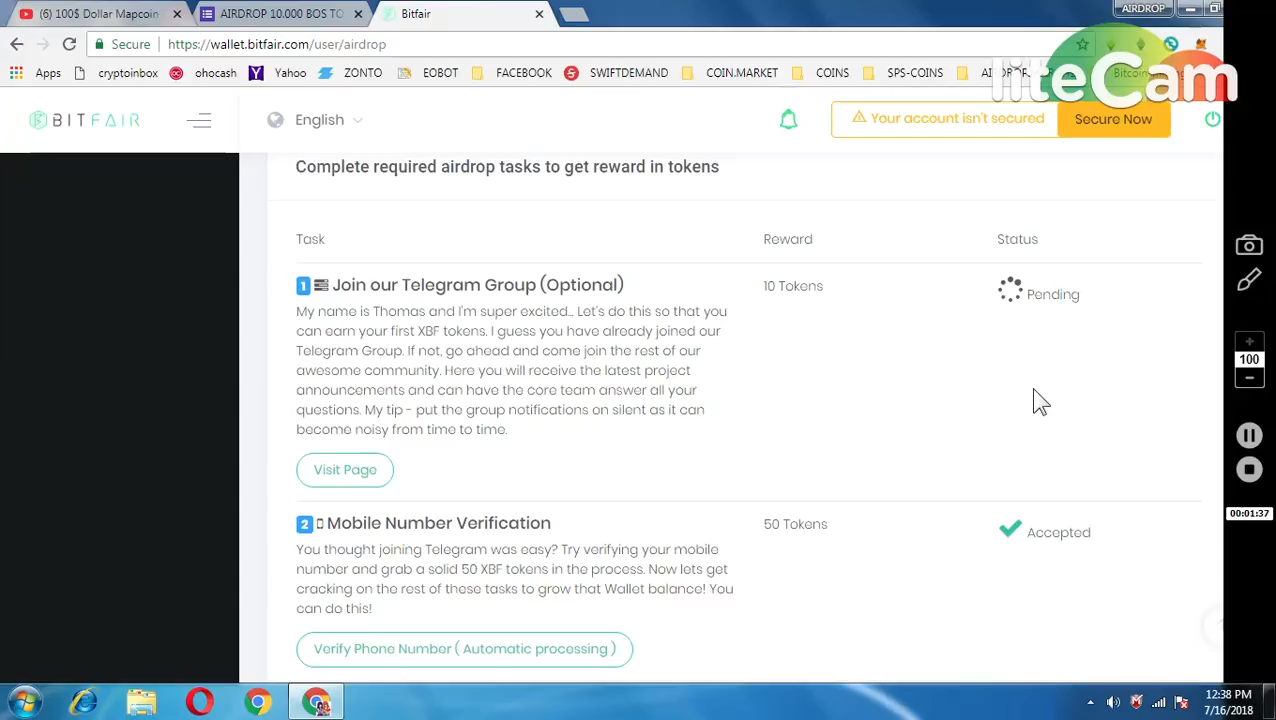 (6) 100$ Dollar Mapcoin
AIRDROP 10.000 BOS TO
Bitfair
AIRDROP
Secure
https://wallet.bitfair.com/user/airdrop
Apps
cryptoinbox
ohocash
Yahoo
ZONTO
EOBOT
FACEBOOK
SWIFTDEMAND
COIN.MARKET
COINS
SPS-COINS
liteCam
BITFAIR
English
Your account isn't secured
Secure Now
Complete required airdrop tasks to get reward in tokens
Task
Reward
Status
1 Join our Telegram Group (Optional)
10 Tokens
Pending
My name is Thomas and I'm super excited... Let's do this so that you
can earn your first XBF tokens. I guess you have already joined our
Telegram Group. If not, go ahead and come join the rest of our
awesome community. Here you will receive the latest project
announcements and can have the core team answer all your
questions. My tip - put the group notifications on silent as it can
become noisy from time to time.
Visit Page
2 Mobile Number Verification
50 Tokens
Accepted
You thought joining Telegram was easy? Try verifying your mobile
number and grab a solid 50 XBF tokens in the process. Now lets get
cracking on the rest of these tasks to grow that Wallet balance! You
can do this!
Verify Phone Number ( Automatic processing )
100
00:01:37
12:38 PM
7/16/2018